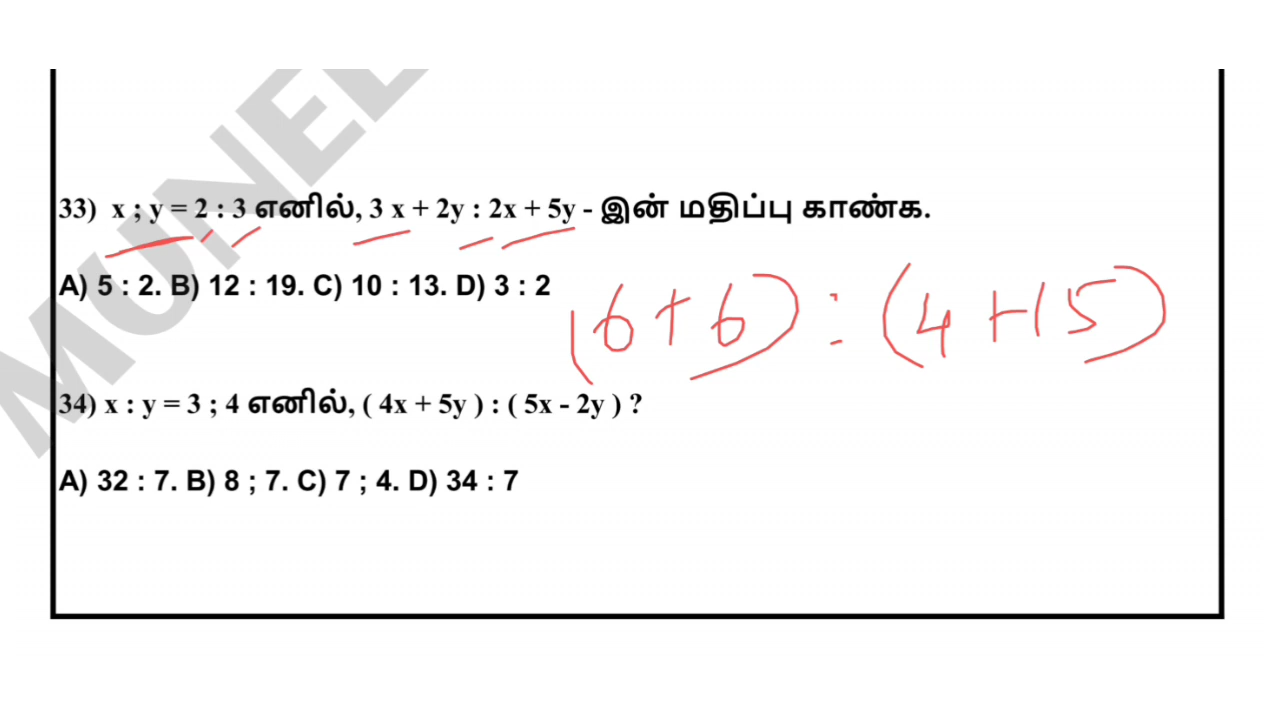 33) x ; y = 2 : 3 எனில், 3 x + 2y : 2x + 5y - இன் மதிப்பு காண்க.
A) 5 : 2. B) 12 : 19. C) 10 : 13. D) 3 : 2
(6+6) : (4+15)
34) x : y = 3 ; 4 எனில், ( 4x + 5y ) : ( 5x - 2y ) ?
A) 32 : 7. B) 8 ; 7. C) 7 ; 4. D) 34 : 7